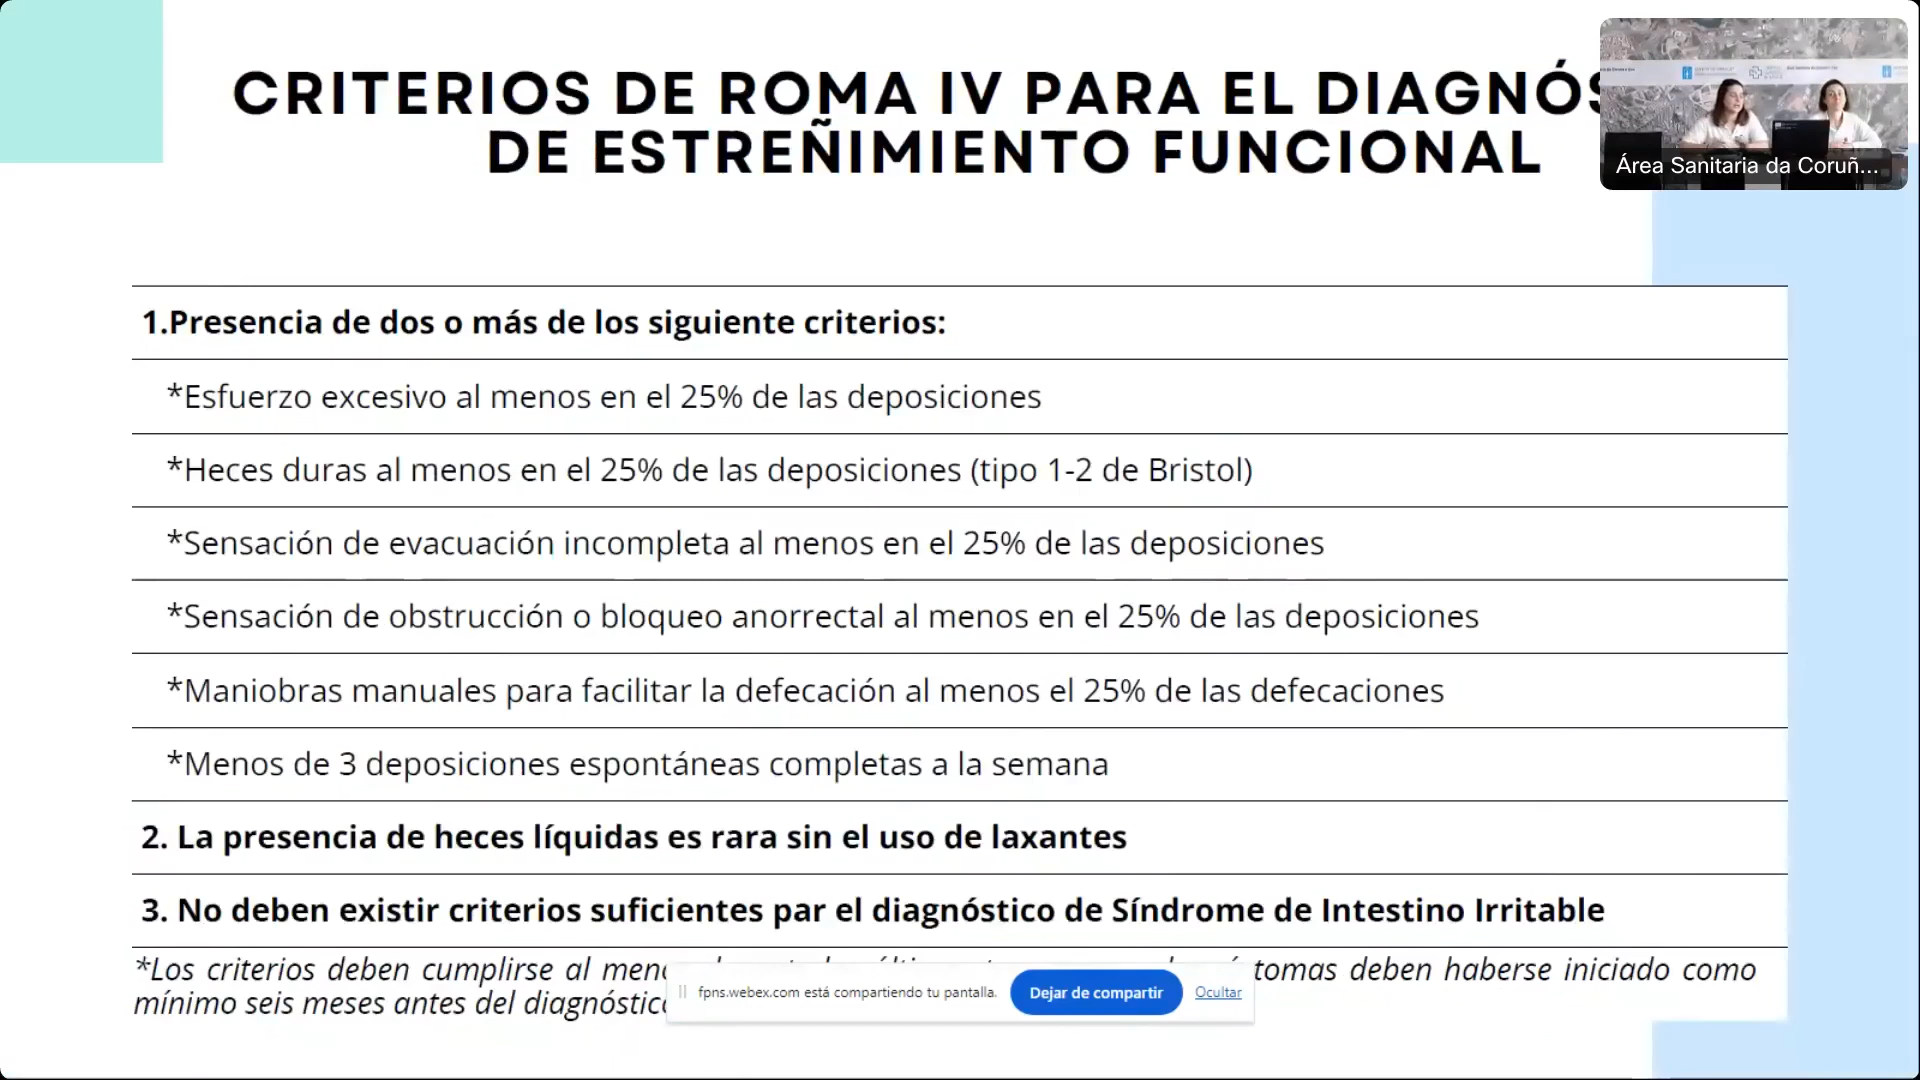 CRITERIOS DE ROMA IV PARA EL DIAGNÓS
DE ESTREÑIMIENTO FUNCIONAL
Área Sanitaria da Coruñ...
1.Presencia de dos o más de los siguiente criterios:
*Esfuerzo excesivo al menos en el 25% de las deposiciones
*Heces duras al menos en el 25% de las deposiciones (tipo 1-2 de Bristol)
*Sensación de evacuación incompleta al menos en el 25% de las deposiciones
*Sensación de obstrucción o bloqueo anorrectal al menos en el 25% de las deposiciones
*Maniobras manuales para facilitar la defecación al menos el 25% de las defecaciones
*Menos de 3 deposiciones espontáneas completas a la semana
2. La presencia de heces líquidas es rara sin el uso de laxantes
3. No deben existir criterios suficientes par el diagnóstico de Síndrome de Intestino Irritable
*Los criterios deben cumplirse al deben haberse iniciado como
mínimo seis meses antes del diagnóstico
fpns.webex.com está compartiendo tu pantalla.
Dejar de compartir
Ocultar